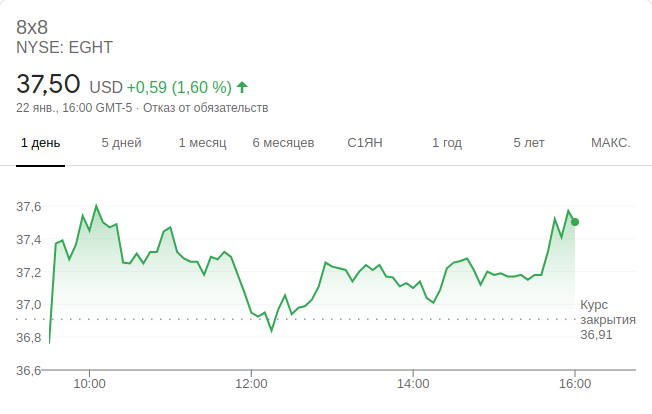 8x8
NYSE: EGHT
37,50 USD +0,59 (1,60 %)
22 янв., 16:00 GMT-5 · Отказ от обязательств
1 день 5 дней 1 месяц 6 месяцев С1ЯН 1 год 5 лет МАКС.
37,6
37,4
37,2
37,0
36,8
36,6
Курс
закрытия
36,91
10:00 12:00 14:00 16:00